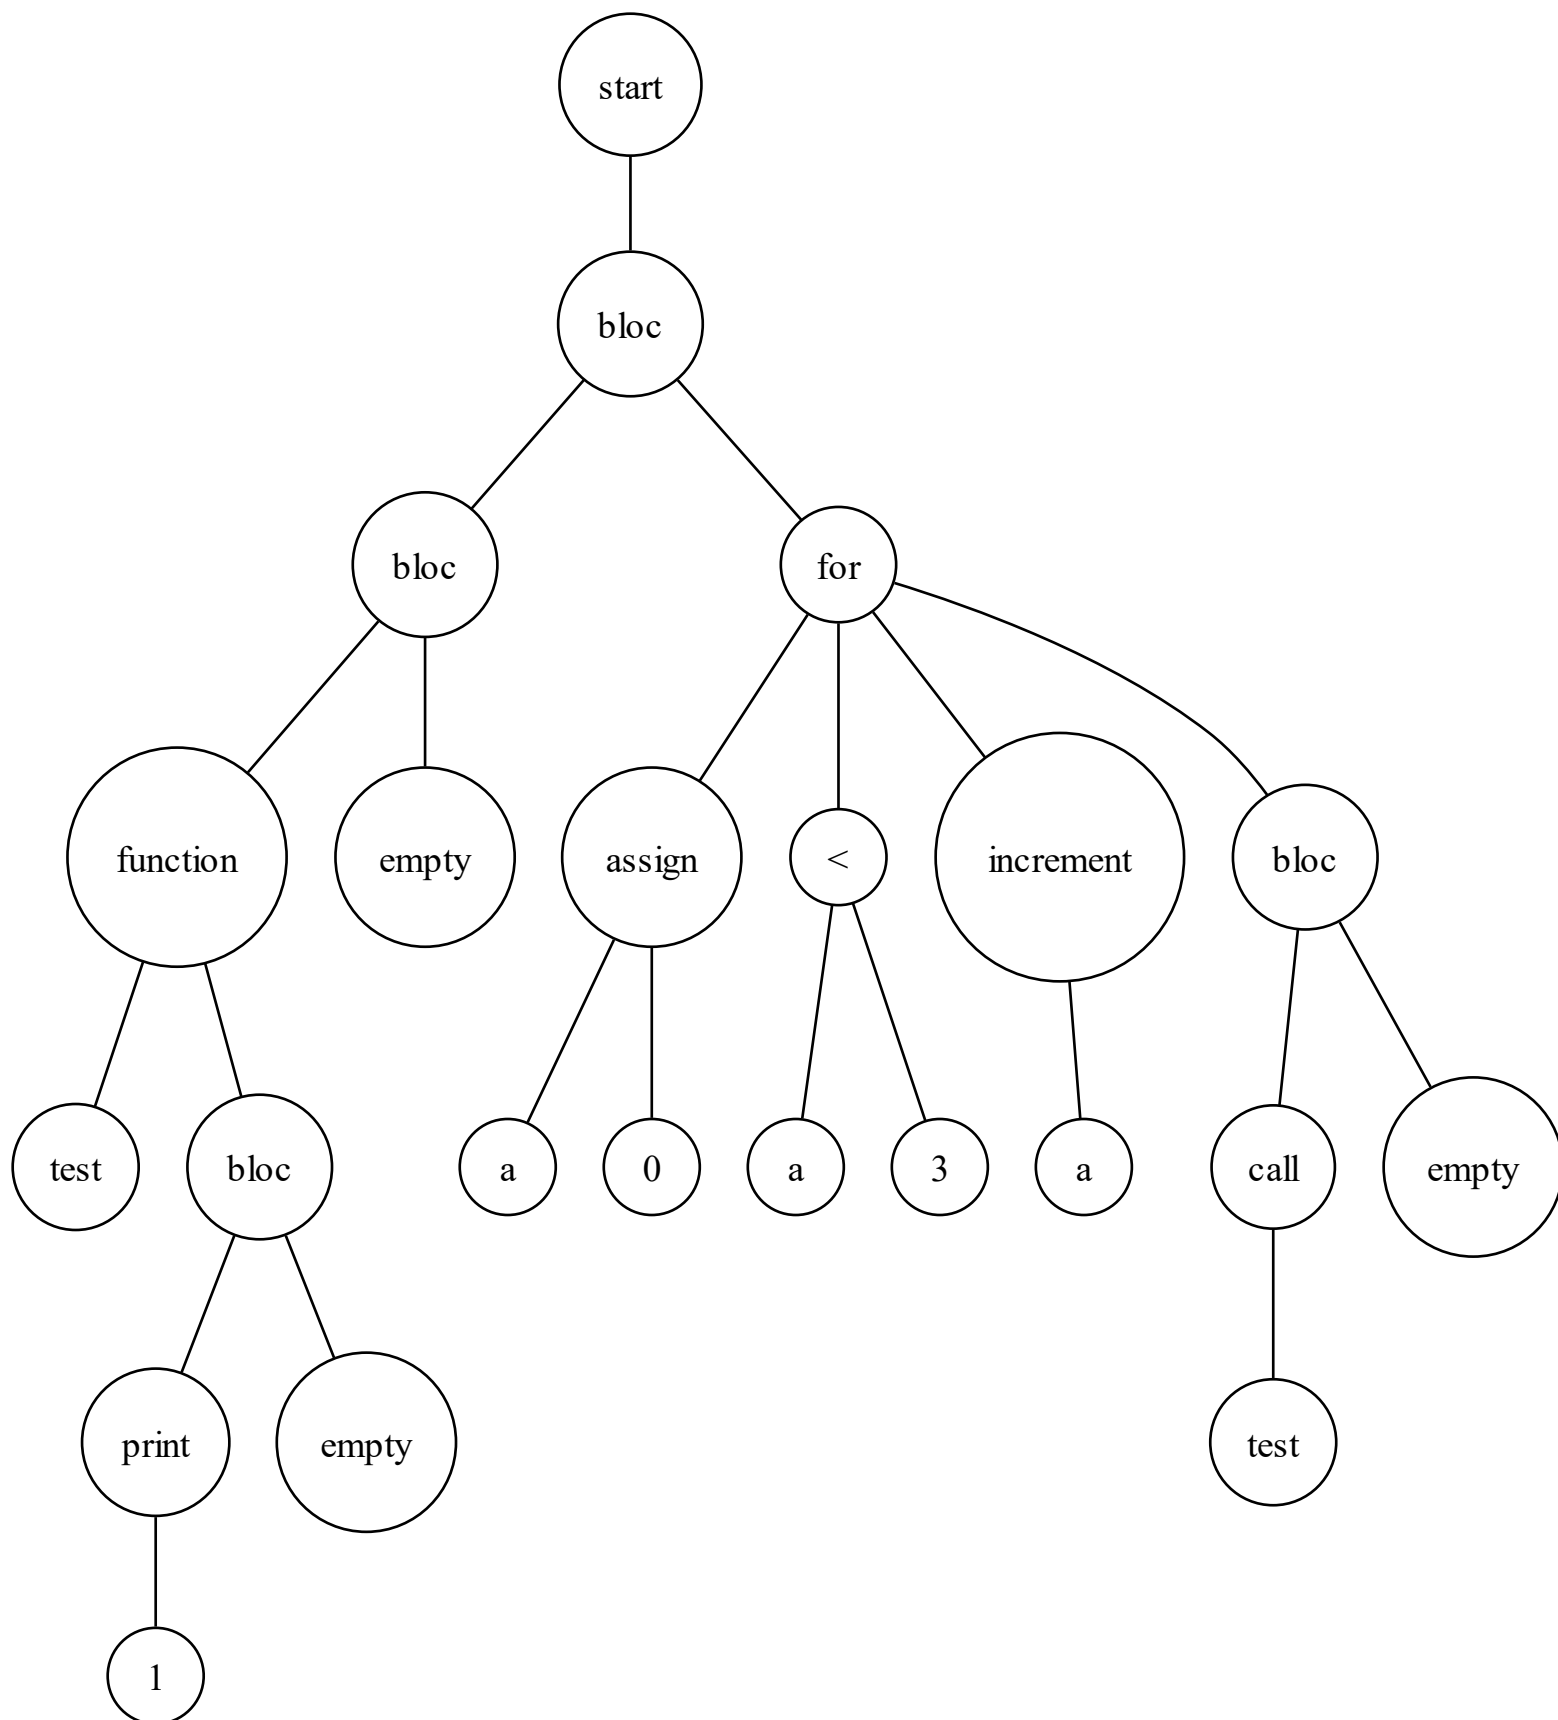 start
bloc
bloc
for
function
empty
assign
<
increment
bloc
test
bloc
a
0
a
3
a
call
empty
print
empty
test
1